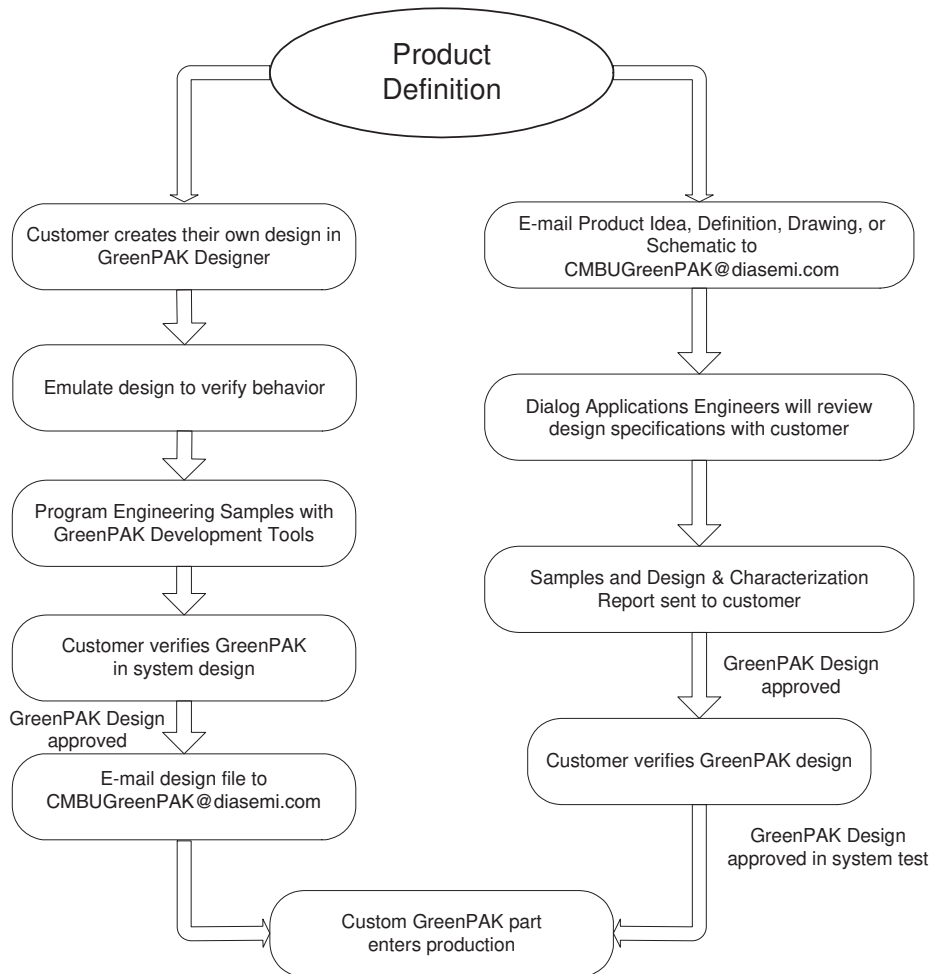 Product
Definition
Customer creates their own design in
GreenPAK Designer
Emulate design to verify behavior
Program Engineering Samples with
GreenPAK Development Tools
Customer verifies GreenPAK
in system design
GreenPAK Design
approved
E-mail design file to
CMBUGreenPAK@diasemi.com
E-mail Product Idea, Definition, Drawing, or
Schematic to
CMBUGreenPAK@diasemi.com
Dialog Applications Engineers will review
design specifications with customer
Samples and Design & Characterization
Report sent to customer
GreenPAK Design
approved
Customer verifies GreenPAK design
GreenPAK Design
approved in system test
Custom GreenPAK part
enters production